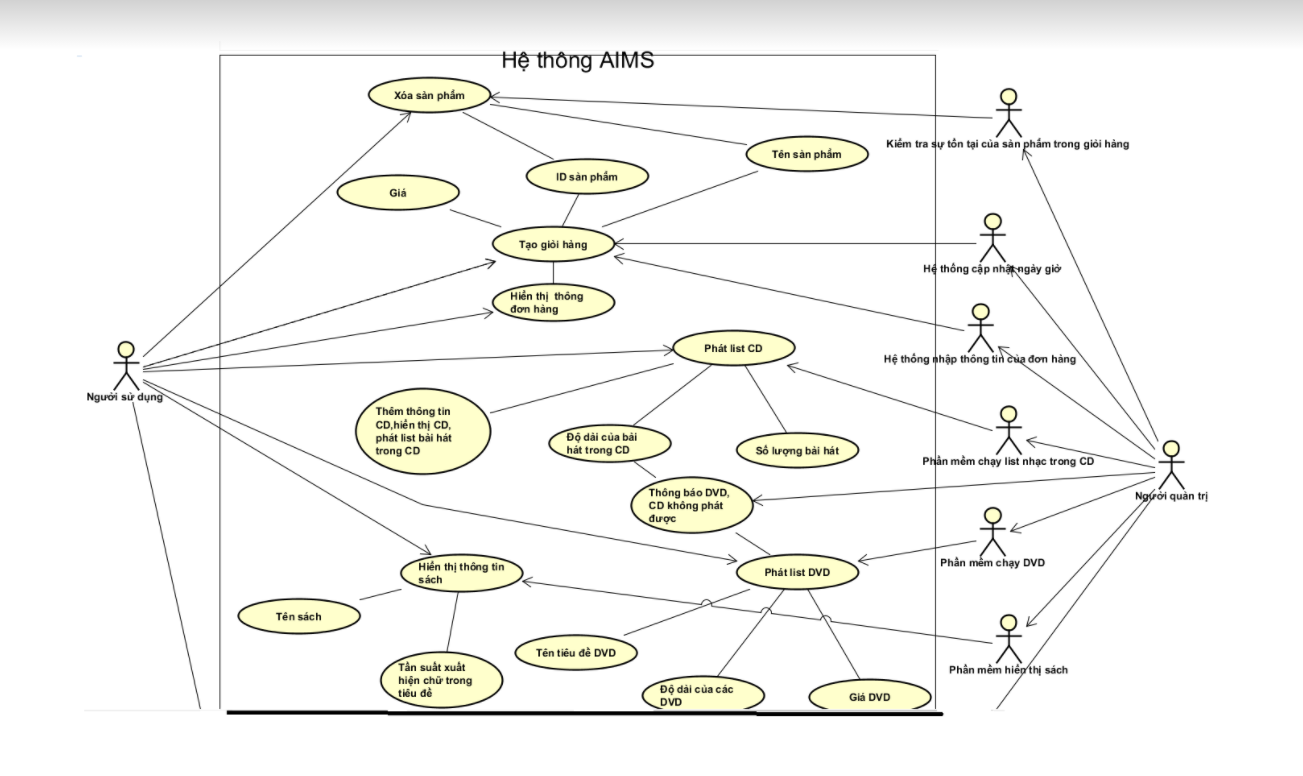 Hệ thông AIMS
Xóa sản phẩm
Kiểm tra sự tồn tại của sản phẩm trong giỏi hàng
Tên sản phẩm
ID sản phẩm
Giá
Tạo giỏi hàng
Hệ thống cập nhật ngày giờ
Hiển thị thông
đơn hàng
Phát list CD
Hệ thống nhập thông tin của đơn hàng
Người sử dụng
Thêm thông tin
CD,hiển thị CD,
phát list bài hát
trong CD
Độ dài của bài
hát trong CD
Số lượng bài hát
Phần mềm chạy list nhạc trong CD
Người quản trị
Thông báo DVD,
CD không phát
được
Hiển thị thông tin
sách
Phát list DVD
Phần mềm chạy DVD
Tên sách
Tên tiêu đề DVD
Tần suất xuất
hiện chữ trong
tiêu đề
Phần mềm hiển thị sách
Độ dài của các
DVD
Giá DVD